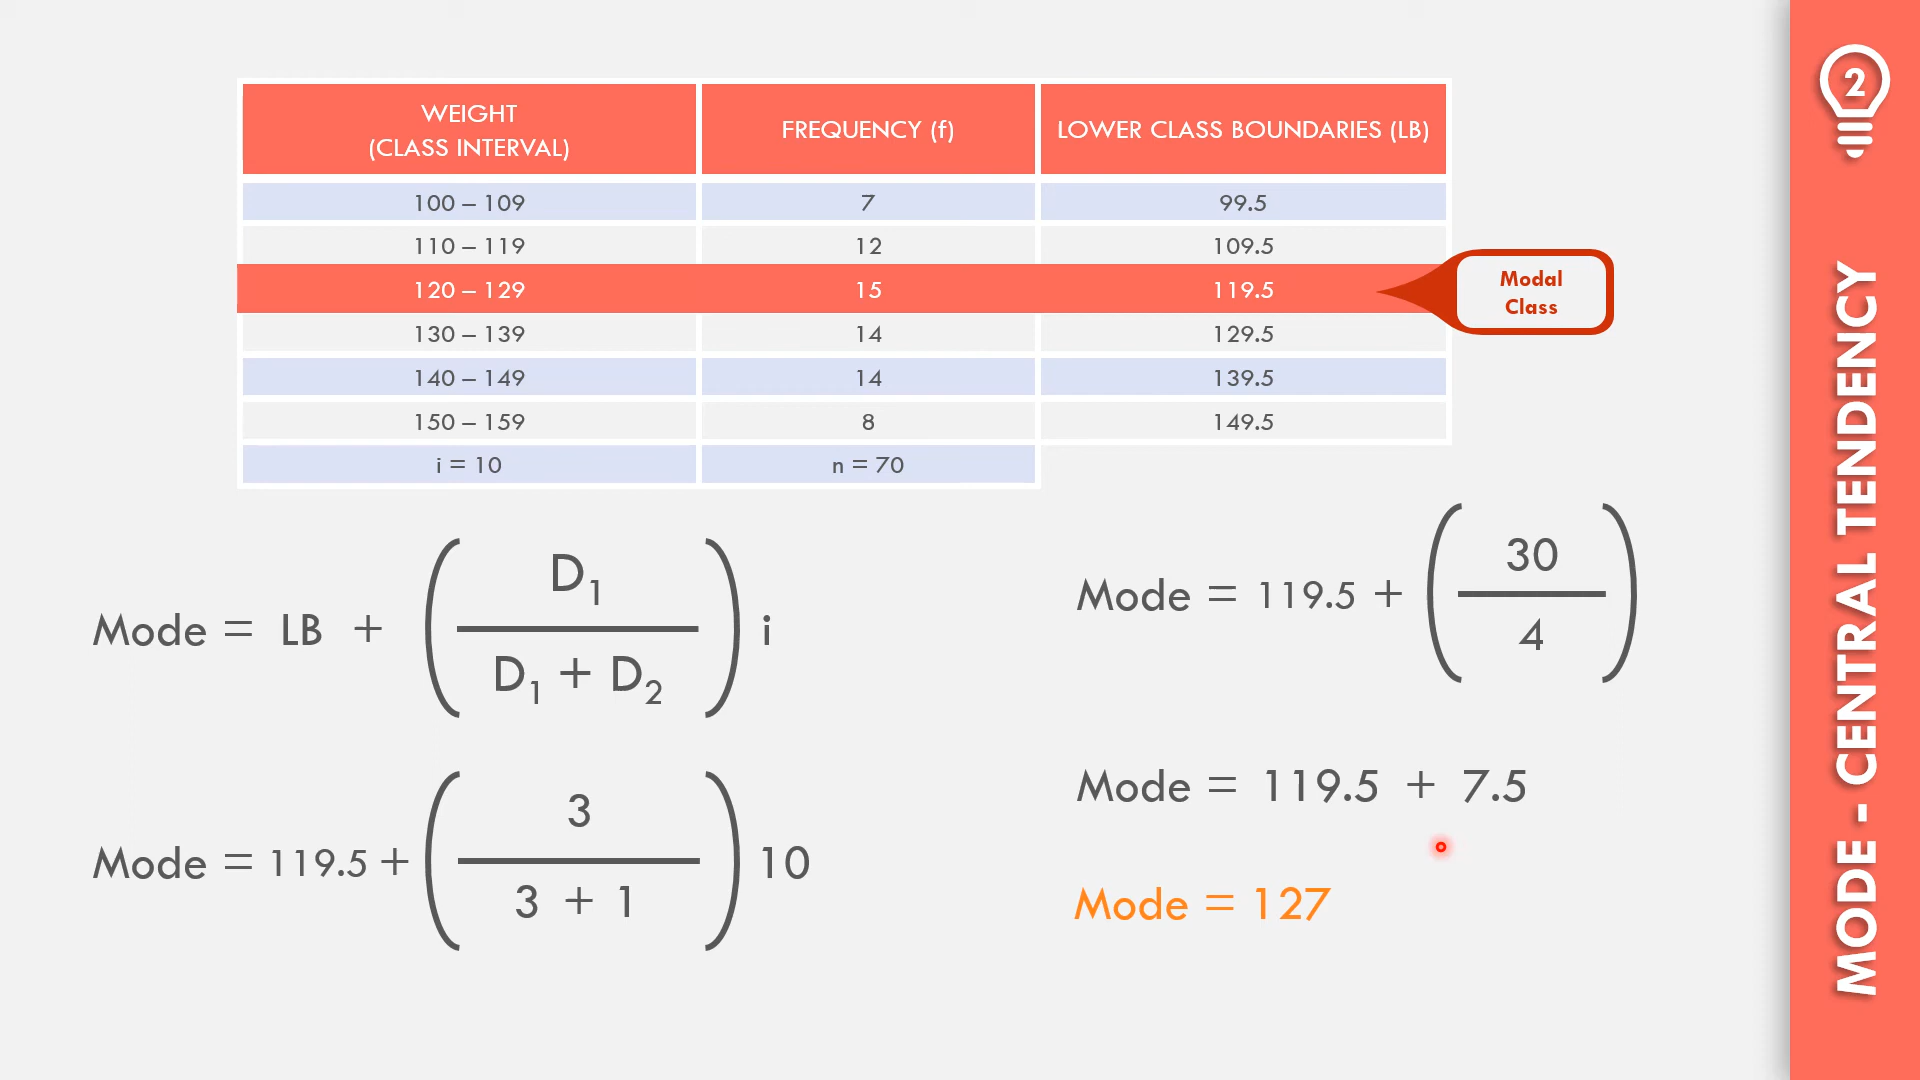 WEIGHT
(CLASS INTERVAL)
FREQUENCY (f)
LOWER CLASS BOUNDARIES (LB)
100 – 109 7 99.5
110 – 119 12 109.5
120 – 129 15 119.5
130 – 139 14 129.5
140 – 149 14 139.5
150 – 159 8 149.5
i = 10 n = 70
Modal
Class
Mode = LB + ( D₁ / D₁ + D₂ ) i
Mode = 119.5 + ( 3 / 3 + 1 ) 10
Mode = 119.5 + ( 30 / 4 )
Mode = 119.5 + 7.5
Mode = 127
2
MODE - CENTRAL TENDENCY